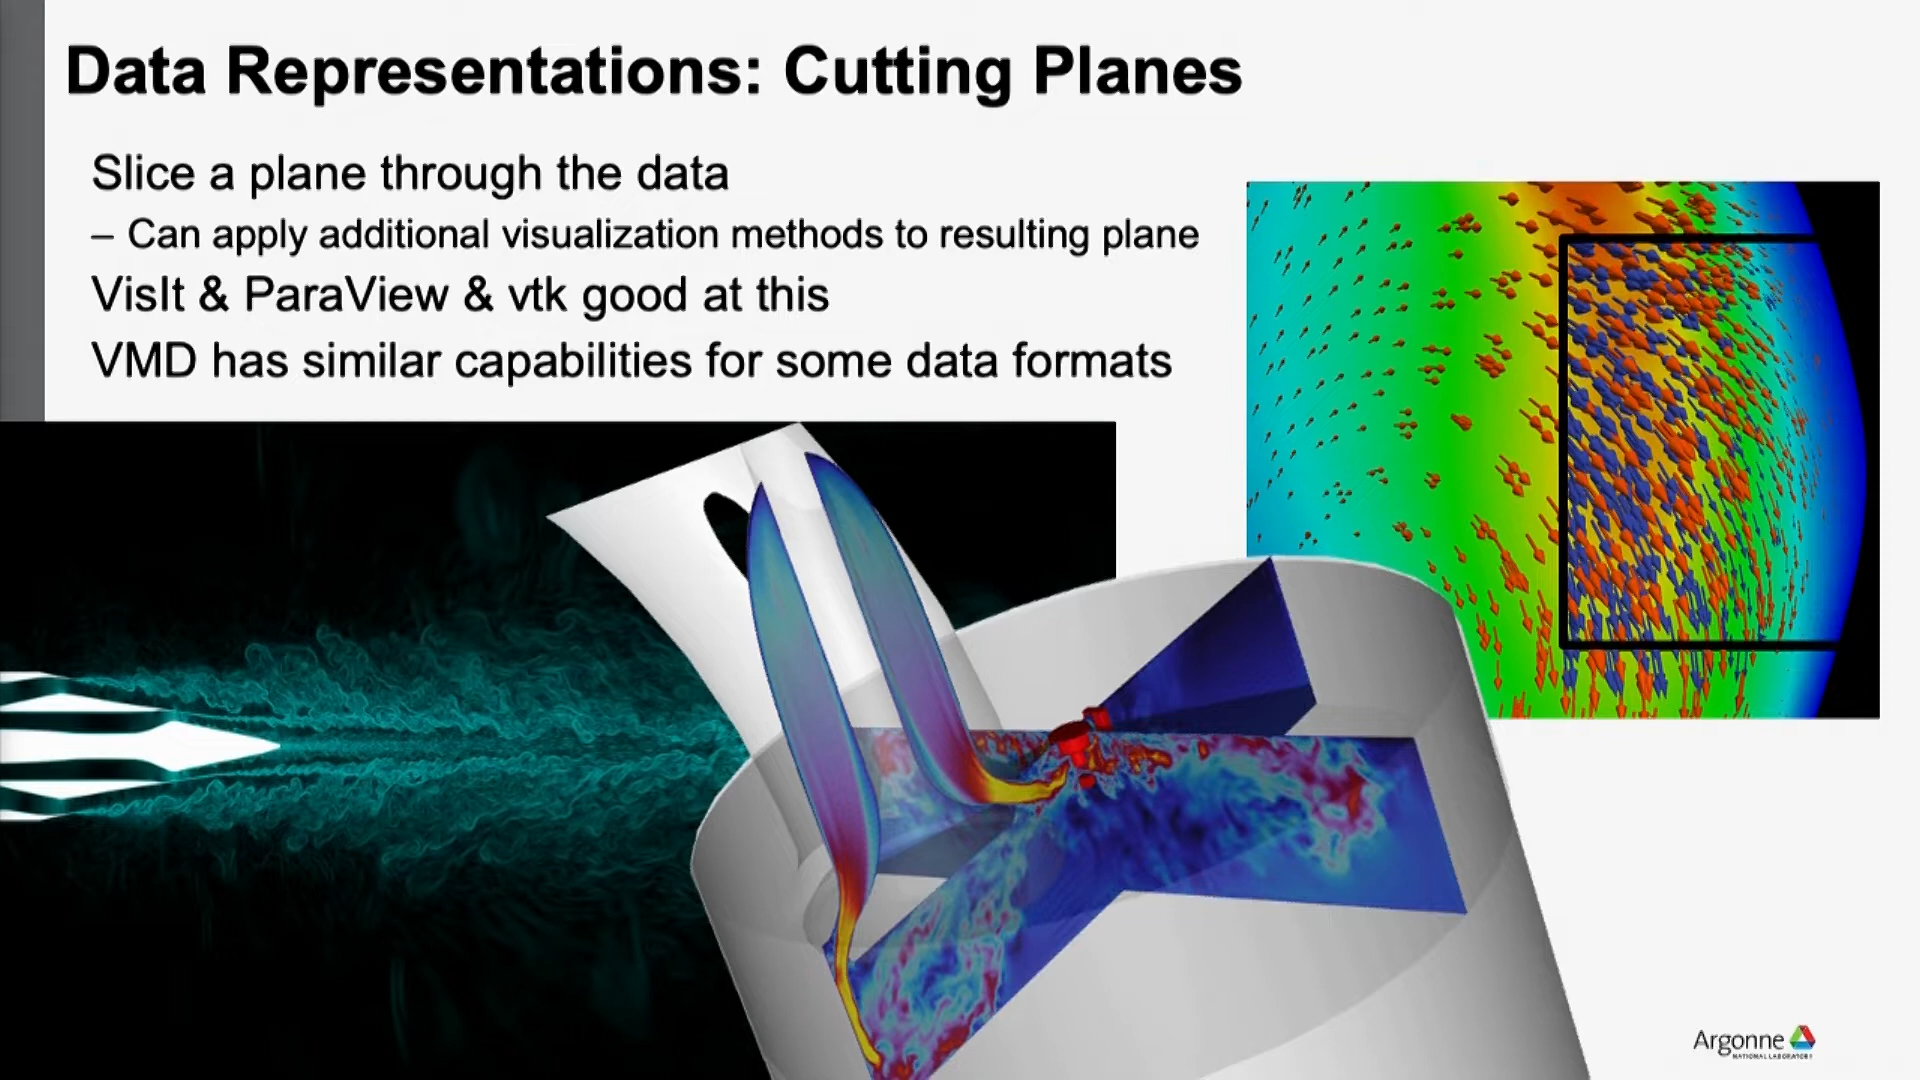 Data Representations: Cutting Planes
Slice a plane through the data
– Can apply additional visualization methods to resulting plane
VisIt & ParaView & vtk good at this
VMD has similar capabilities for some data formats
Argonne
NATIONAL LABORATORY